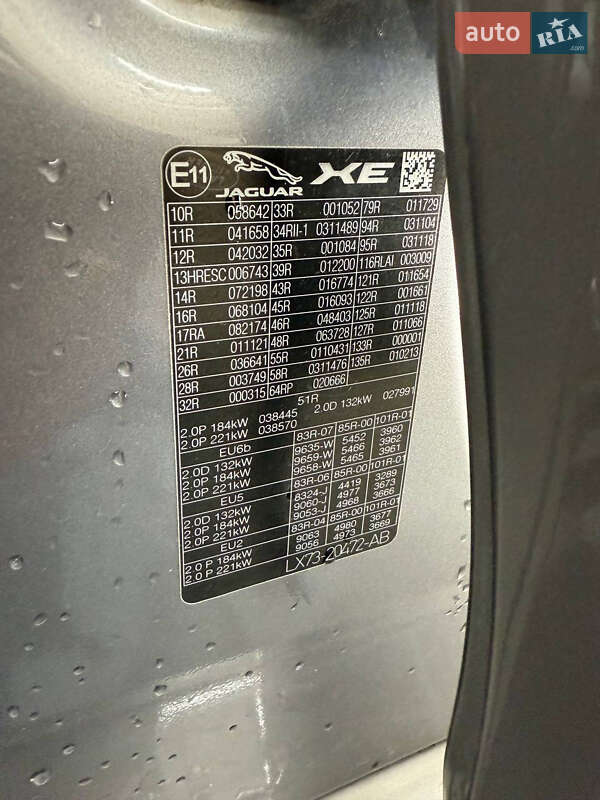 auto RIA .com
E11 JAGUAR XE
10R 058642 33R 001052 79R 011729
11R 041658 34RII-1 0311489 94R 031104
12R 042032 35R 001084 95R 031118
13HRESC 006743 39R 012200 116RLAI 003009
14R 072198 43R 016774 121R 011654
16R 068104 45R 016093 122R 001661
17RA 082174 46R 048403 125R 011118
21R 011121 48R 063728 127R 011066
26R 036641 55R 0110431 133R 000001
28R 003749 58R 0311476 135R 010213
32R 000315 64RP 020666
51R
2.0P 184kW 038445 2.0D 132kW 027991
2.0P 221kW 038570
EU6b 83R-07 85R-00 101R-01
2.0D 132kW 9635-W 5452 3960
2.0P 184kW 9659-W 5466 3962
2.0P 221kW 9658-W 5465 3961
EU5 83R-06 85R-00 101R-01
2.0D 132kW 8324-J 4419 3289
2.0P 184kW 9060-J 4977 3673
2.0P 221kW 9053-J 4968 3666
EU2 83R-04 85R-00 101R-01
2.0P 184kW 9063 4980 3677
2.0P 221kW 9056 4973 3669
LX73-20472-AB